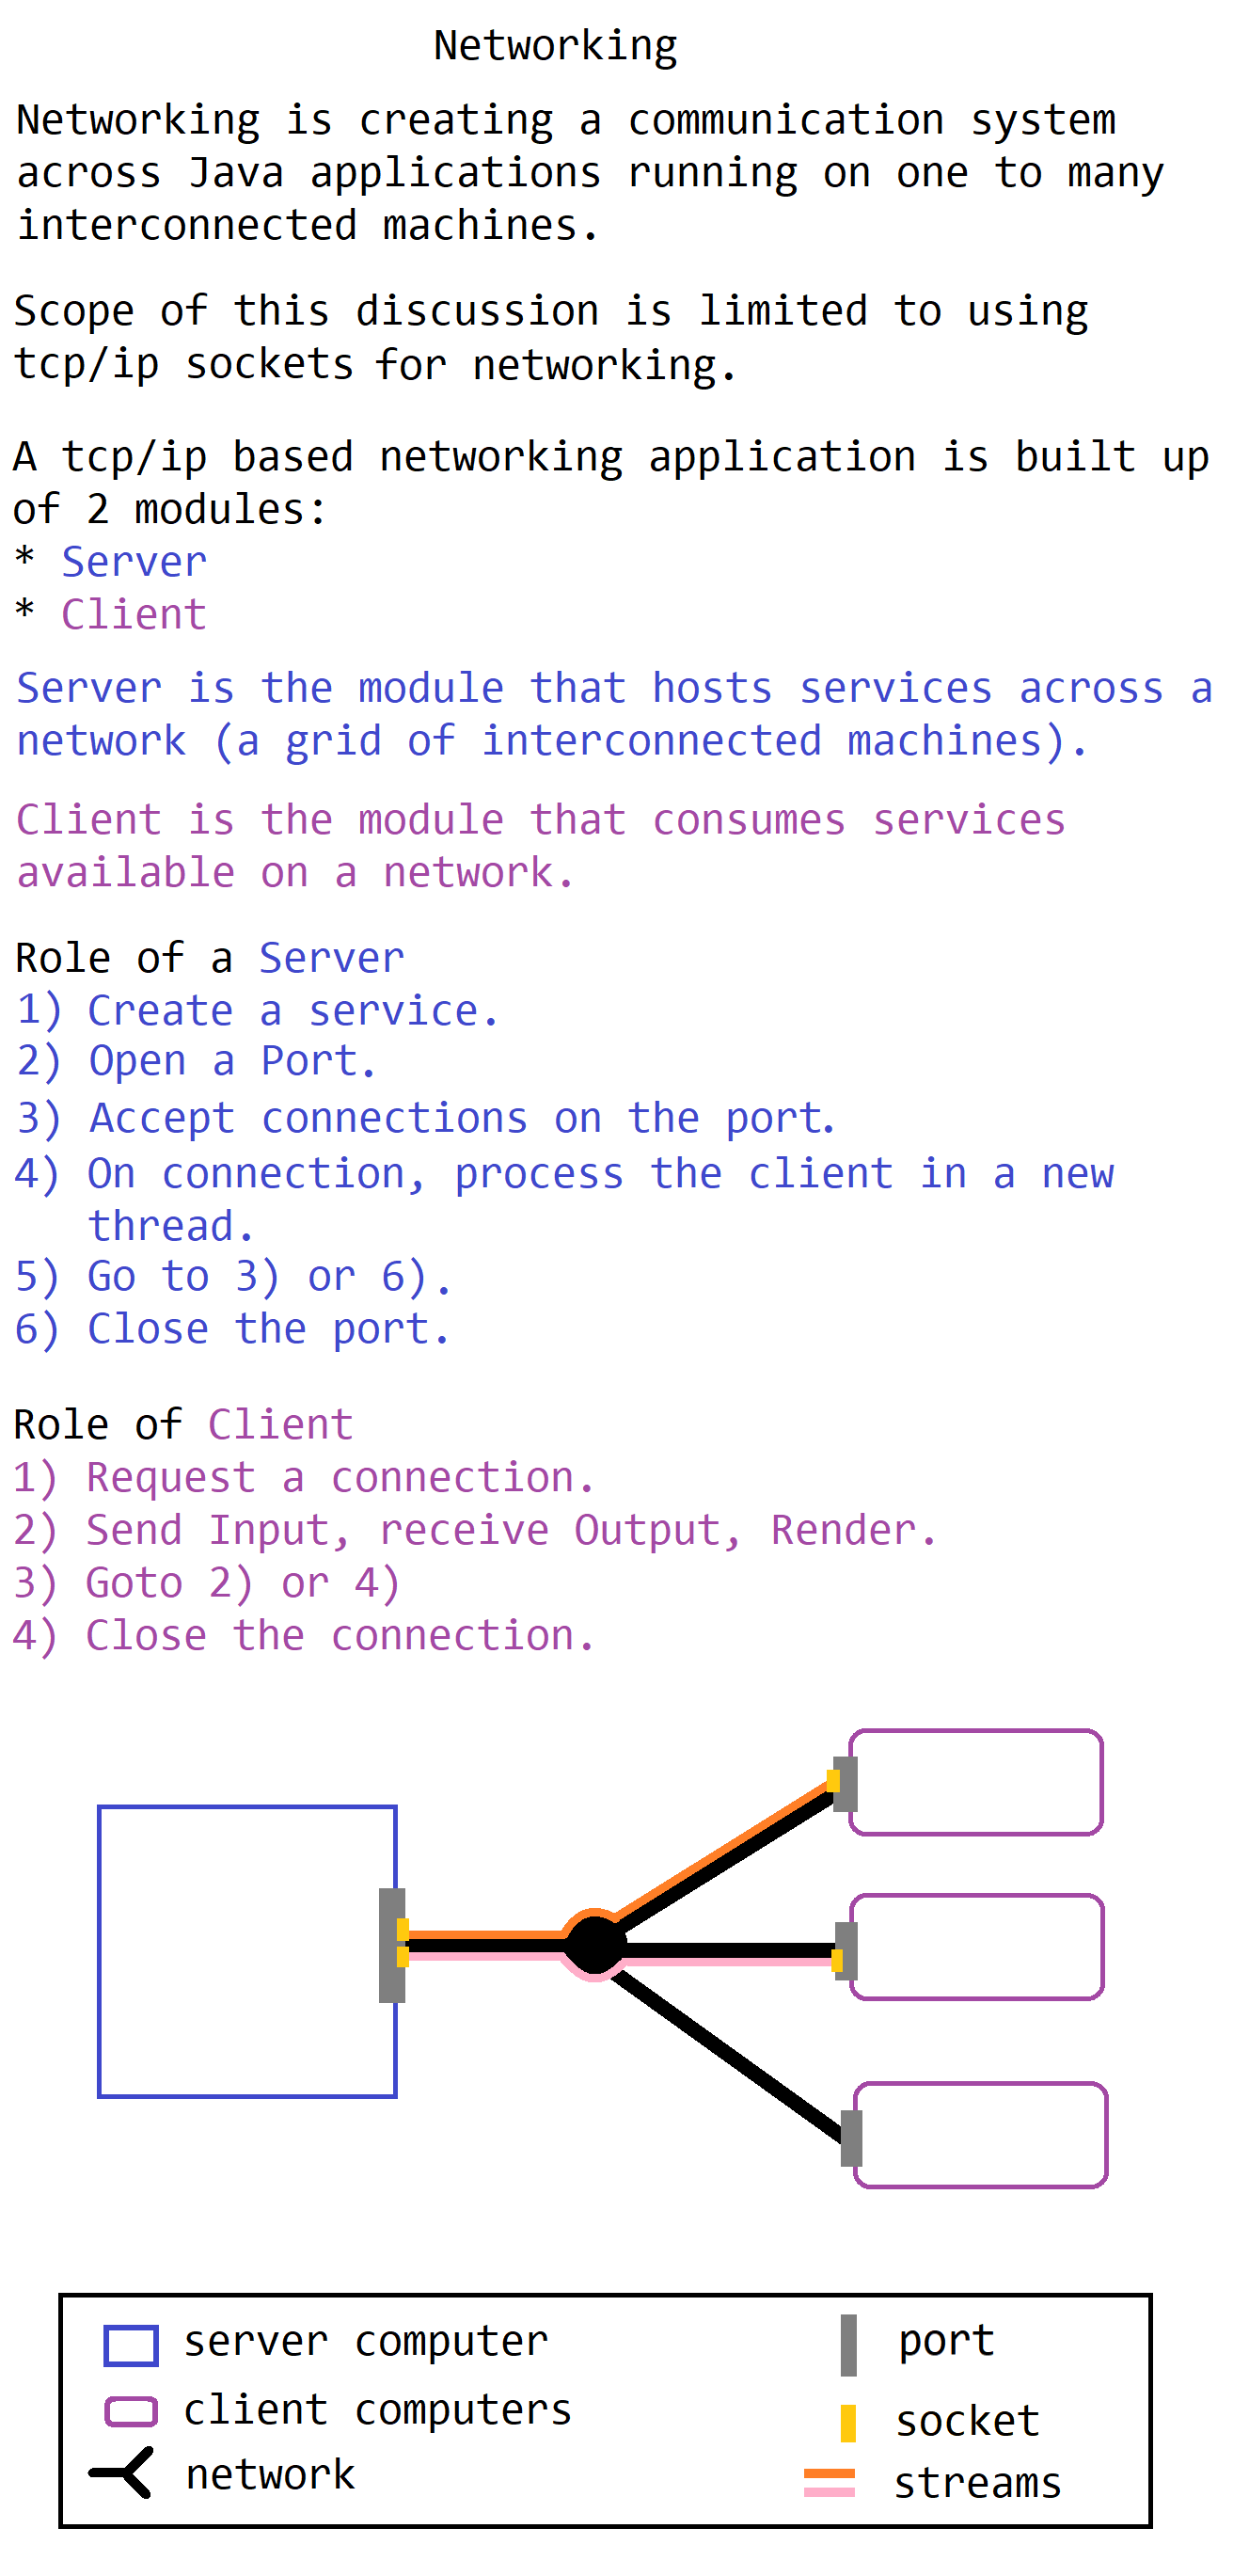 Networking
Networking is creating a communication system
across Java applications running on one to many
interconnected machines.
Scope of this discussion is limited to using
tcp/ip sockets for networking.
A tcp/ip based networking application is built up
of 2 modules:
* Server
* Client
Server is the module that hosts services across a
network (a grid of interconnected machines).
Client is the module that consumes services
available on a network.
Role of a Server
1) Create a service.
2) Open a Port.
3) Accept connections on the port.
4) On connection, process the client in a new
thread.
5) Go to 3) or 6).
6) Close the port.
Role of Client
1) Request a connection.
2) Send Input, receive Output, Render.
3) Goto 2) or 4)
4) Close the connection.
server computer
client computers
network
port
socket
streams